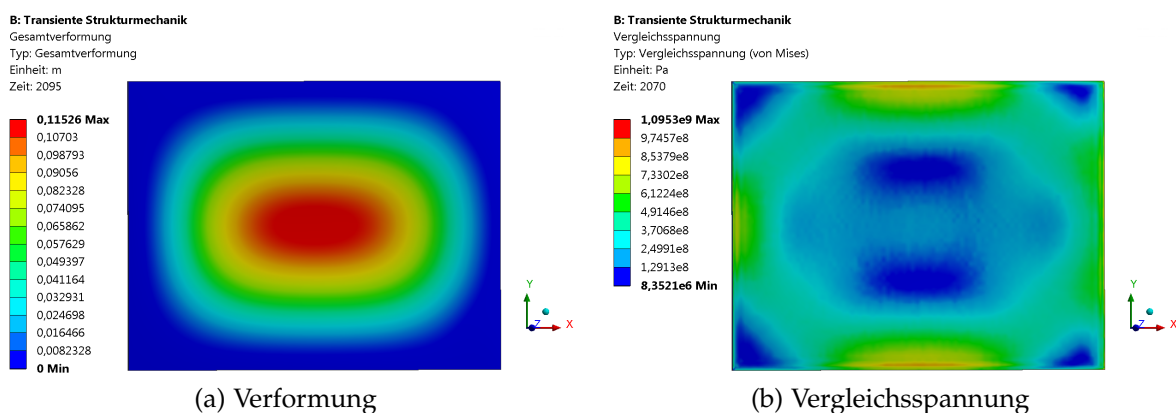 B: Transiente Strukturmechanik
Gesamtverformung
Typ: Gesamtverformung
Einheit: m
Zeit: 2095
0,11526 Max
0,10703
0,098793
0,09056
0,082328
0,074095
0,065862
0,057629
0,049397
0,041164
0,032931
0,024698
0,016466
0,0082328
0 Min
Y
Z
X
(a) Verformung
B: Transiente Strukturmechanik
Vergleichsspannung
Typ: Vergleichsspannung (von Mises)
Einheit: Pa
Zeit: 2070
1,0953e9 Max
9,7457e8
8,5379e8
7,3302e8
6,1224e8
4,9146e8
3,7068e8
2,4991e8
1,2913e8
8,3521e6 Min
Y
Z
X
(b) Vergleichsspannung